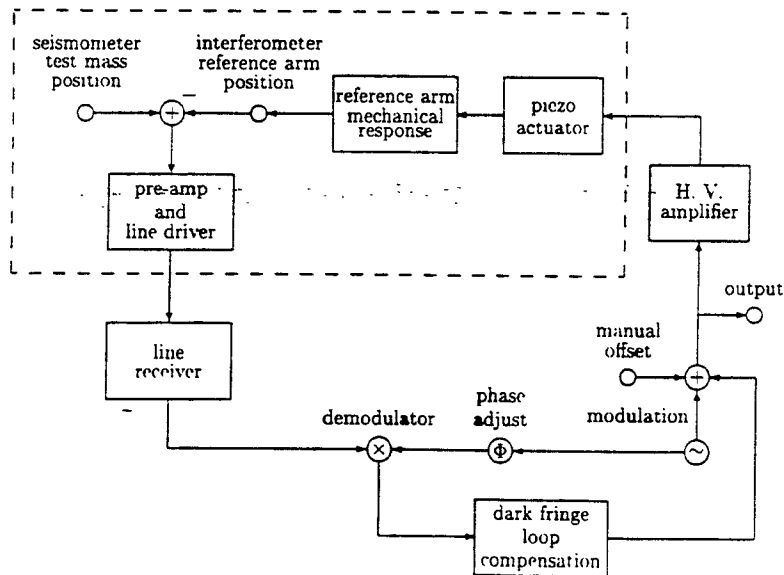 seismometer
test mass
position
interferometer
reference arm
position
−
+
reference arm
mechanical
response
piezo
actuator
pre-amp
and
line driver
H. V.
amplifier
output
line
receiver
manual
offset
+
phase
adjust
modulation
demodulator
×
Φ
~
dark fringe
loop
compensation